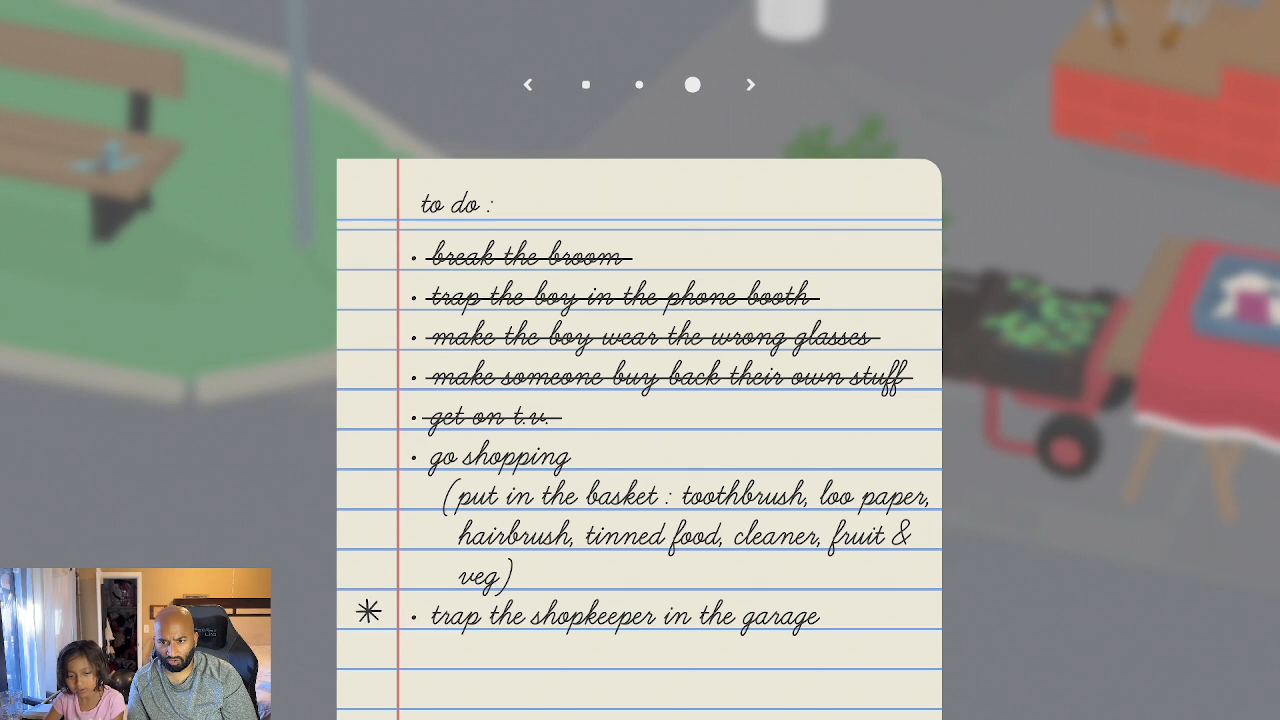 to do :
• break the broom
• trap the boy in the phone booth
• make the boy wear the wrong glasses
• make someone buy back their own stuff
• get on t.v.
• go shopping
(put in the basket : toothbrush, loo paper,
hairbrush, tinned food, cleaner, fruit &
veg)
• trap the shopkeeper in the garage